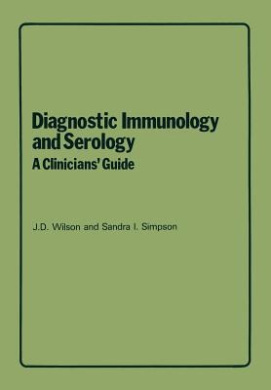 Diagnostic Immunology
and Serology
A Clinicians' Guide
J.D. Wilson and Sandra I. Simpson